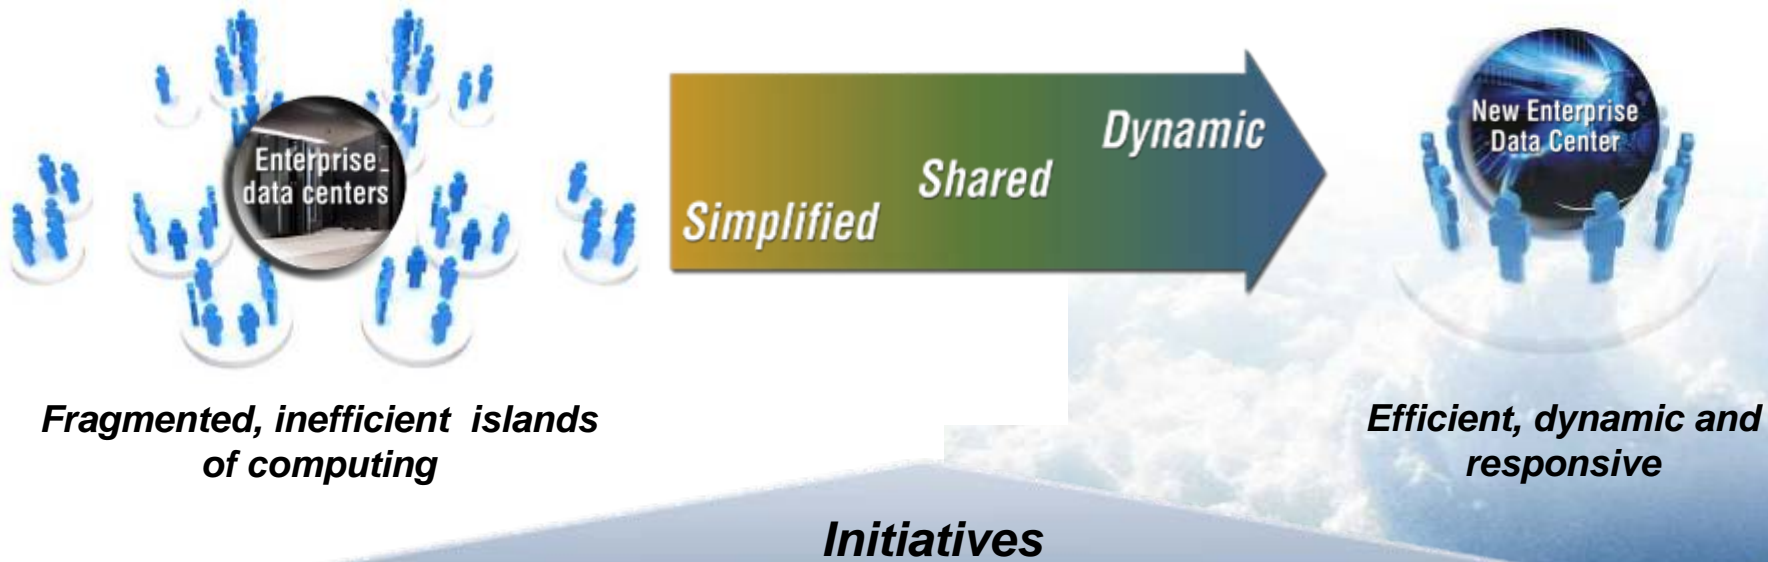 Enterprise
data centers
Simplified
Shared
Dynamic
New Enterprise
Data Center
Fragmented, inefficient islands
of computing
Efficient, dynamic and
responsive
Initiatives